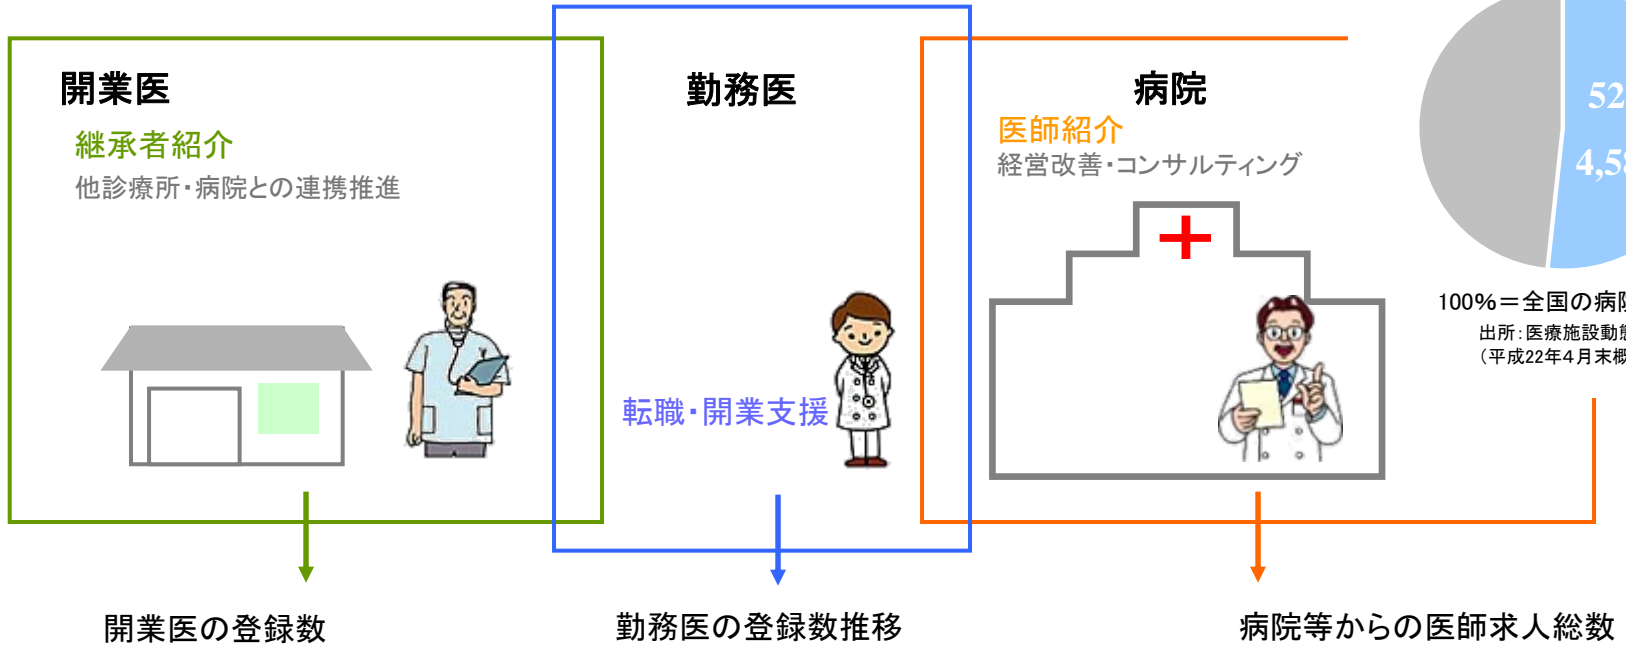 開業医
継承者紹介
他診療所・病院との連携推進
勤務医
転職・開業支援
病院
医師紹介
経営改善・コンサルティング
52
4,5
100%＝全国の病
出所：医療施設動
（平成22年4月末
開業医の登録数
勤務医の登録数推移
病院等からの医師求人総数